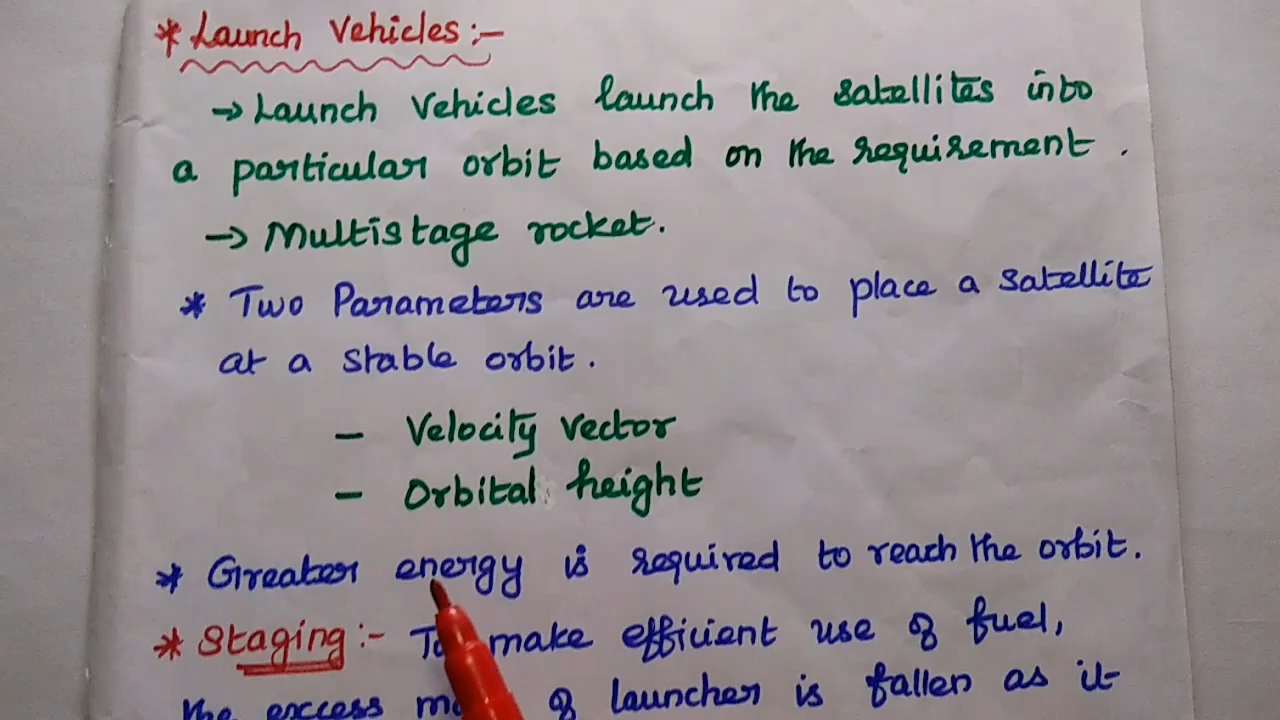 * Launch Vehicles :-
→ Launch Vehicles launch the satellites into
a particular orbit based on the requirement .
→ Multistage rocket.
* Two Parameters are used to place a satellite
at a stable orbit .
- Velocity vector
- Orbital height
* Greater energy is required to reach the orbit.
* Staging :- To make efficient use of fuel,
the excess of launcher is fallen as it